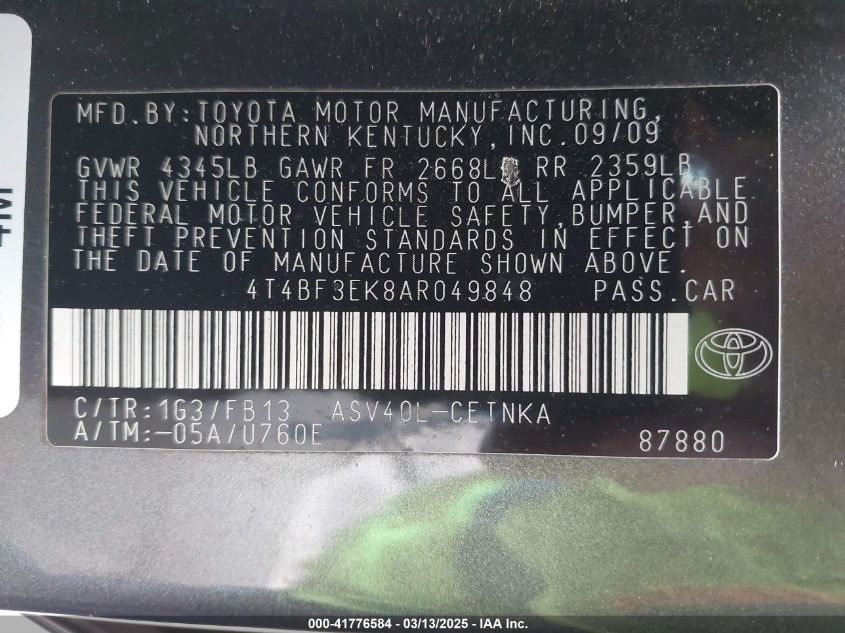 MFD.BY:TOYOTA MOTOR MANUFACTURING,
NORTHERN KENTUCKY,INC.09/09
GVWR 4345LB GAWR FR 2668L RR 2359LB
THIS VEHICLE CONFORMS TO ALL APPLICABLE
FEDERAL MOTOR VEHICLE SAFETY,BUMPER,AND
THEFT PREVENTION STANDARDS IN EFFECT ON
THE DATE OF MANUFACTURE SHOWN ABOVE.
4T4BF3EK8AR049848 PASS.CAR
C/TR:1G3/FB13 ASV40L-CETNKA
A/TM:-05A/U760E
87880
000-41776584 - 03/13/2025 - IAA Inc.